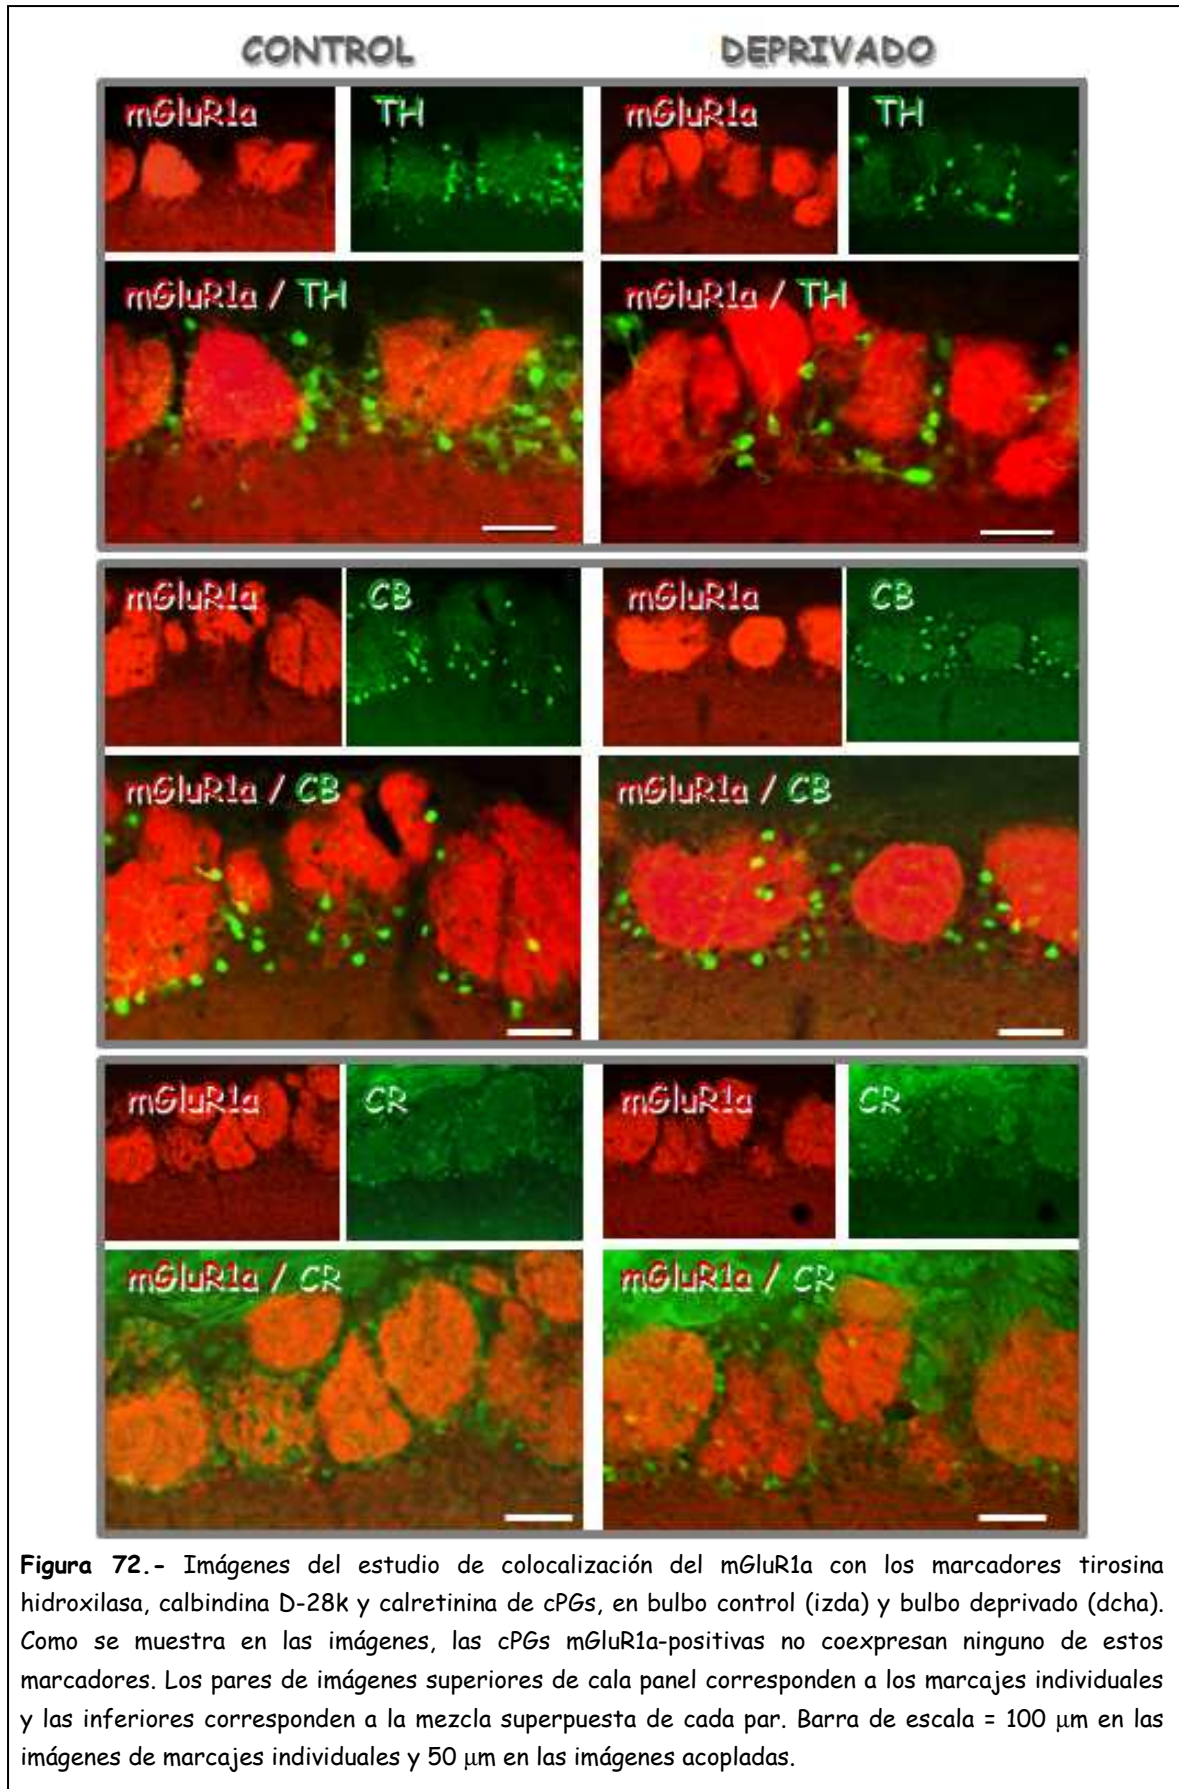 CONTROL DEPRIVADO
mGluR1a TH mGluR1a TH
mGluR1a / TH mGluR1a / TH
mGluR1a CB mGluR1a CB
mGluR1a / CB mGluR1a / CB
mGluR1a CR mGluR1a CR
mGluR1a / CR mGluR1a / CR
Figura 72.- Imágenes del estudio de colocalización del mGluR1a con los marcadores tirosina
hidroxilasa, calbindina D-28k y calretinina de cPGs, en bulbo control (izda) y bulbo deprivado (dcha).
Como se muestra en las imágenes, las cPGs mGluR1a-positivas no coexpresan ninguno de estos
marcadores. Los pares de imágenes superiores de cala panel corresponden a los marcajes individuales
y las inferiores corresponden a la mezcla superpuesta de cada par. Barra de escala = 100 μm en las
imágenes de marcajes individuales y 50 μm en las imágenes acopladas.